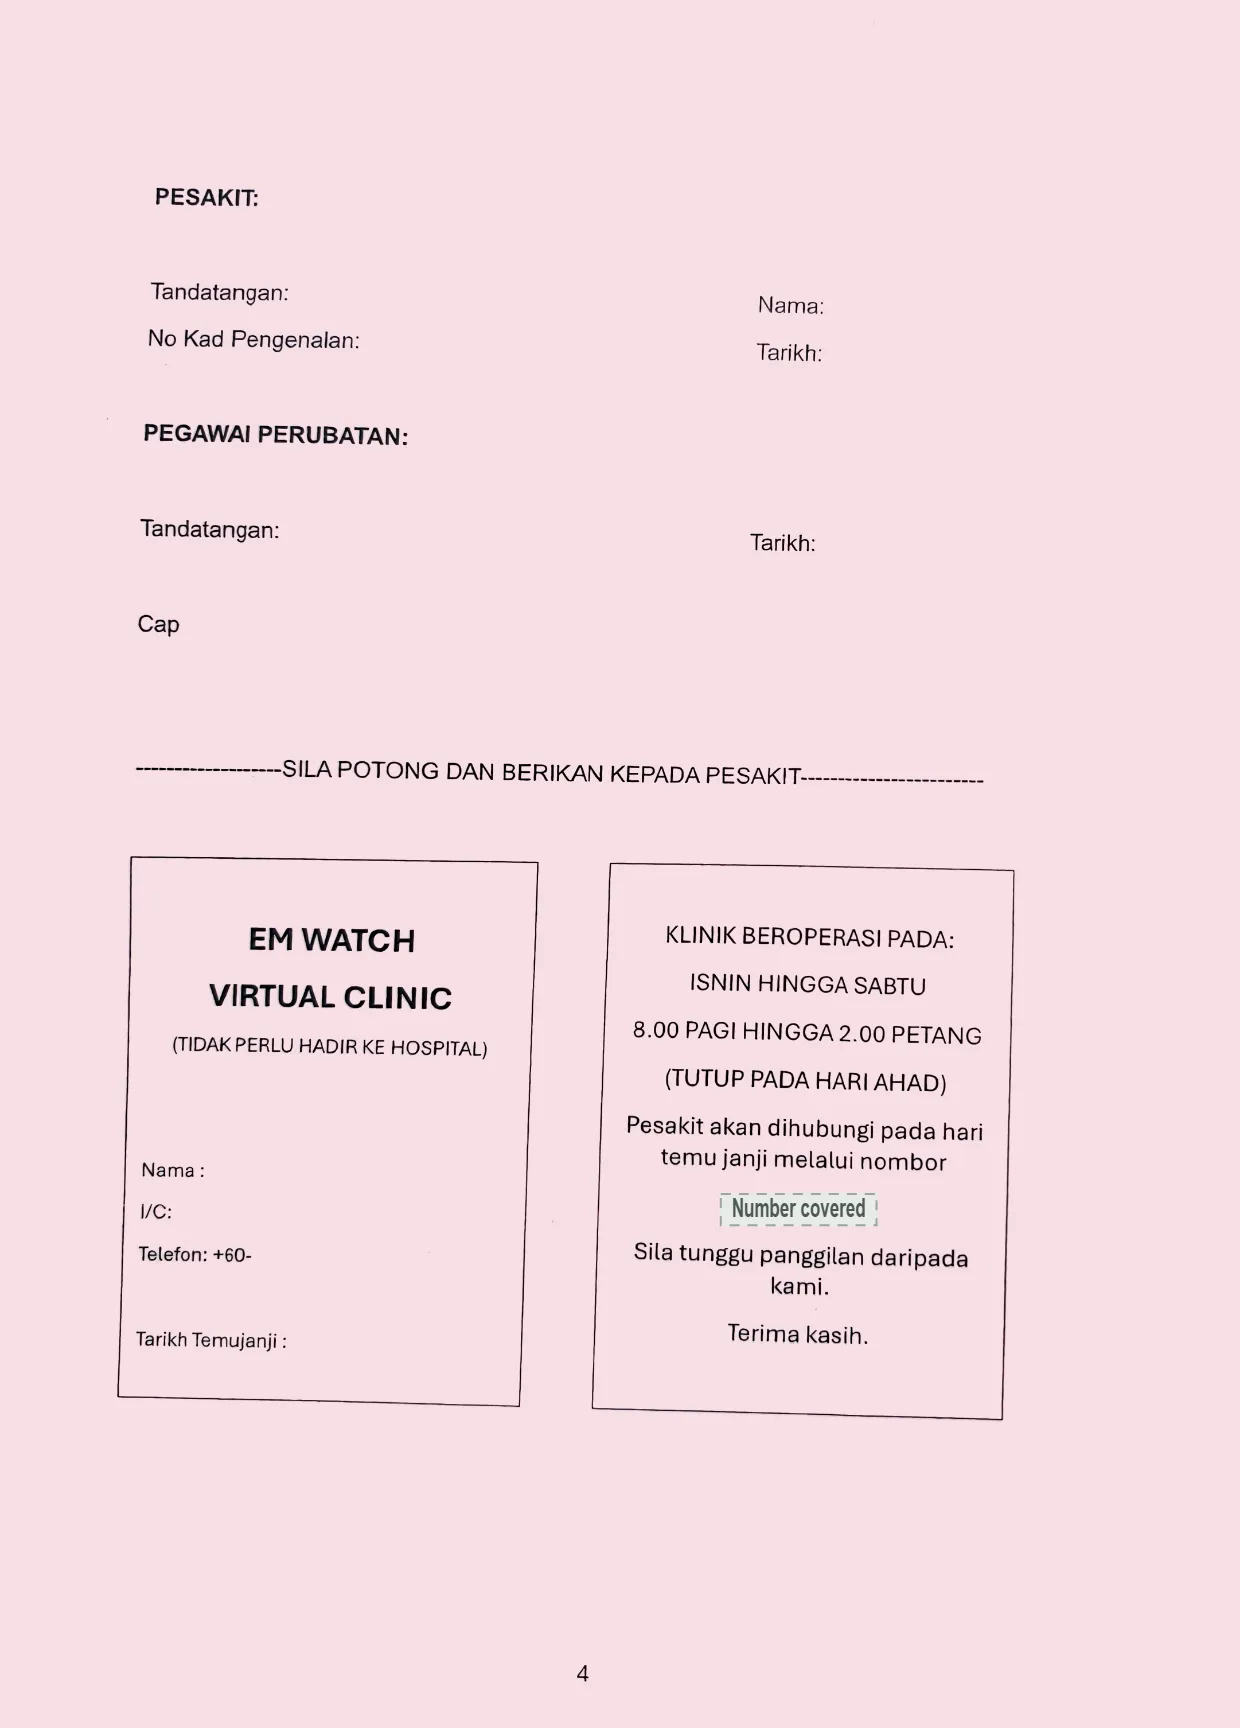 PESAKIT:
Tandatangan:
Nama:
No Kad Pengenalan:
Tarikh:
PEGAWAI PERUBATAN:
Tandatangan:
Tarikh:
Cap
-------------------SILA POTONG DAN BERIKAN KEPADA PESAKIT------------------------
EM WATCH
VIRTUAL CLINIC
(TIDAK PERLU HADIR KE HOSPITAL)
Nama :
I/C:
Telefon: +60-
Tarikh Temujanji :
KLINIK BEROPERASI PADA:
ISNIN HINGGA SABTU
8.00 PAGI HINGGA 2.00 PETANG
(TUTUP PADA HARI AHAD)
Pesakit akan dihubungi pada hari
temu janji melalui nombor
Number covered
Sila tunggu panggilan daripada
kami.
Terima kasih.
4